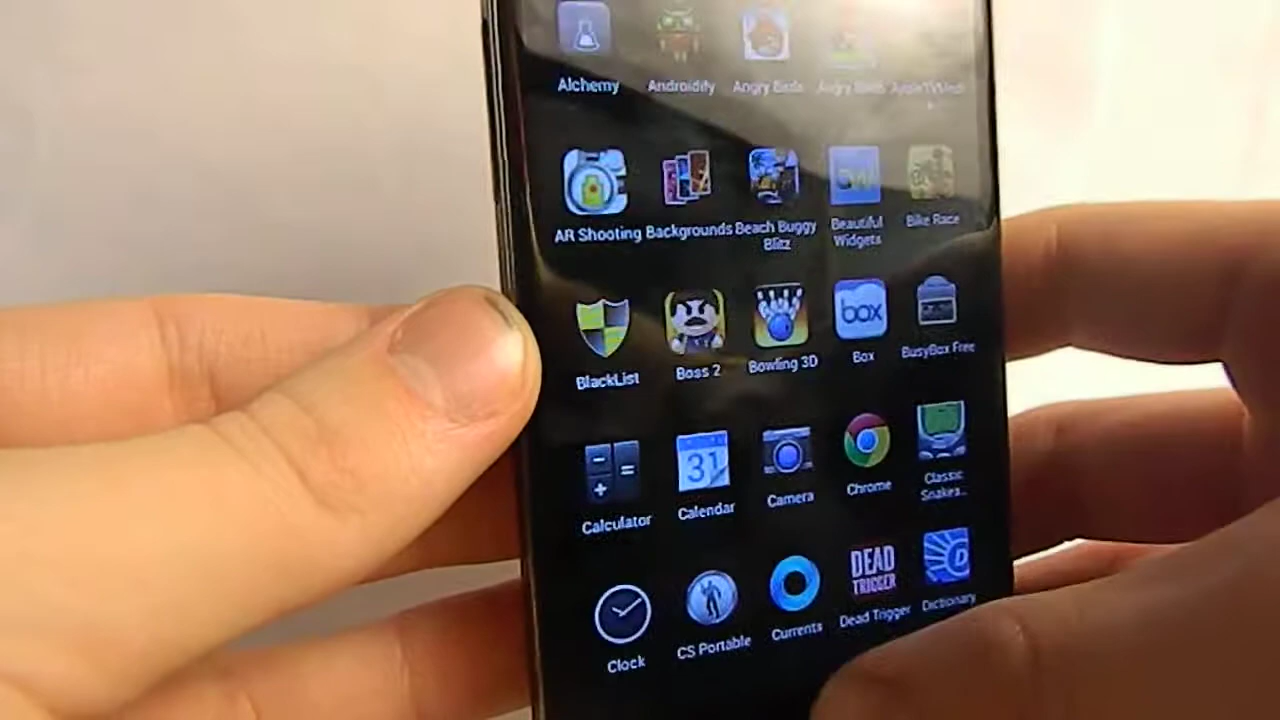 Alchemy
Androidify
Angry Birds
Angry Birds
AR Shooting
Backgrounds
Beach Buggy
Blitz
Beautiful
Widgets
Bike Race
BlackList
Boss 2
Bowling 3D
box
Box
BusyBox Free
31
Calculator
Calendar
Camera
Chrome
Classic
Snakes..
DEAD
TRIGGER
D
Clock
CS Portable
Currents
Dead Trigger
Dictionary